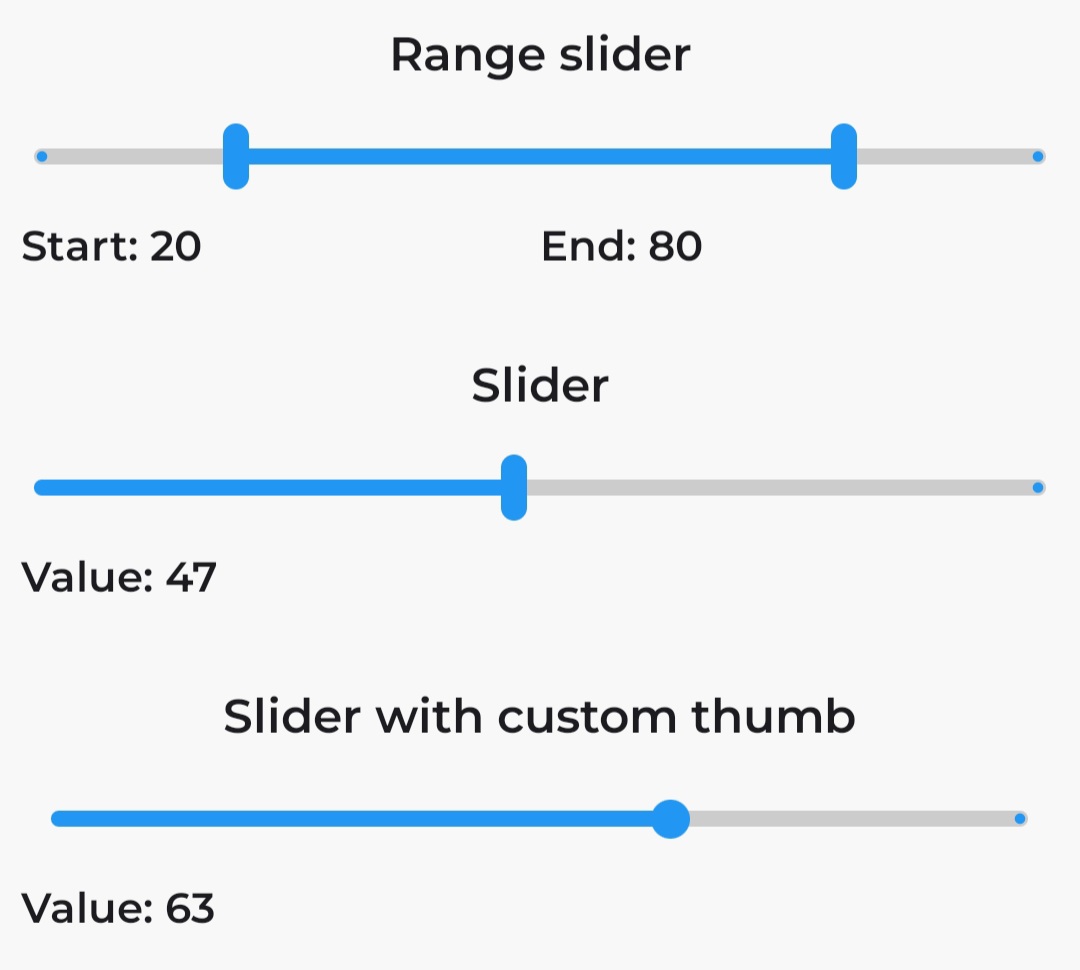 Range slider
Start: 20 End: 80
Slider
Value: 47
Slider with custom thumb
Value: 63